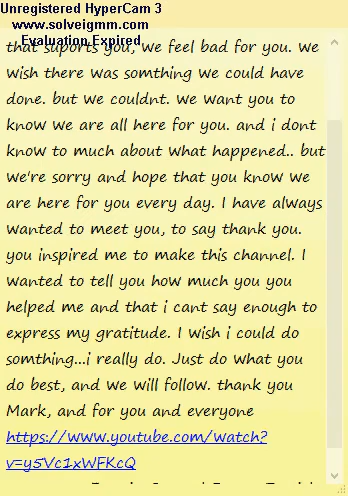 Unregistered HyperCam 3
www.solveigmm.com
Evaluation Expired
that suports you, we feel bad for you. We
wish there was somthing we could have
done. but we couldnt. we want you to
know we are all here for you. and i dont
know to much about what happened.. but
we're sorry and hope that you know we
are here for you every day. I have always
wanted to meet you, to say thank you.
you inspired me to make this channel. I
wanted to tell you how much you you
helped me and that i cant say enough to
express my gratitude. I wish i could do
somthing...i really do. Just do what you
do best, and we will follow. thank you
Mark, and for you and everyone
https://www.youtube.com/watch?
v=y5Vc1xWFKcQ